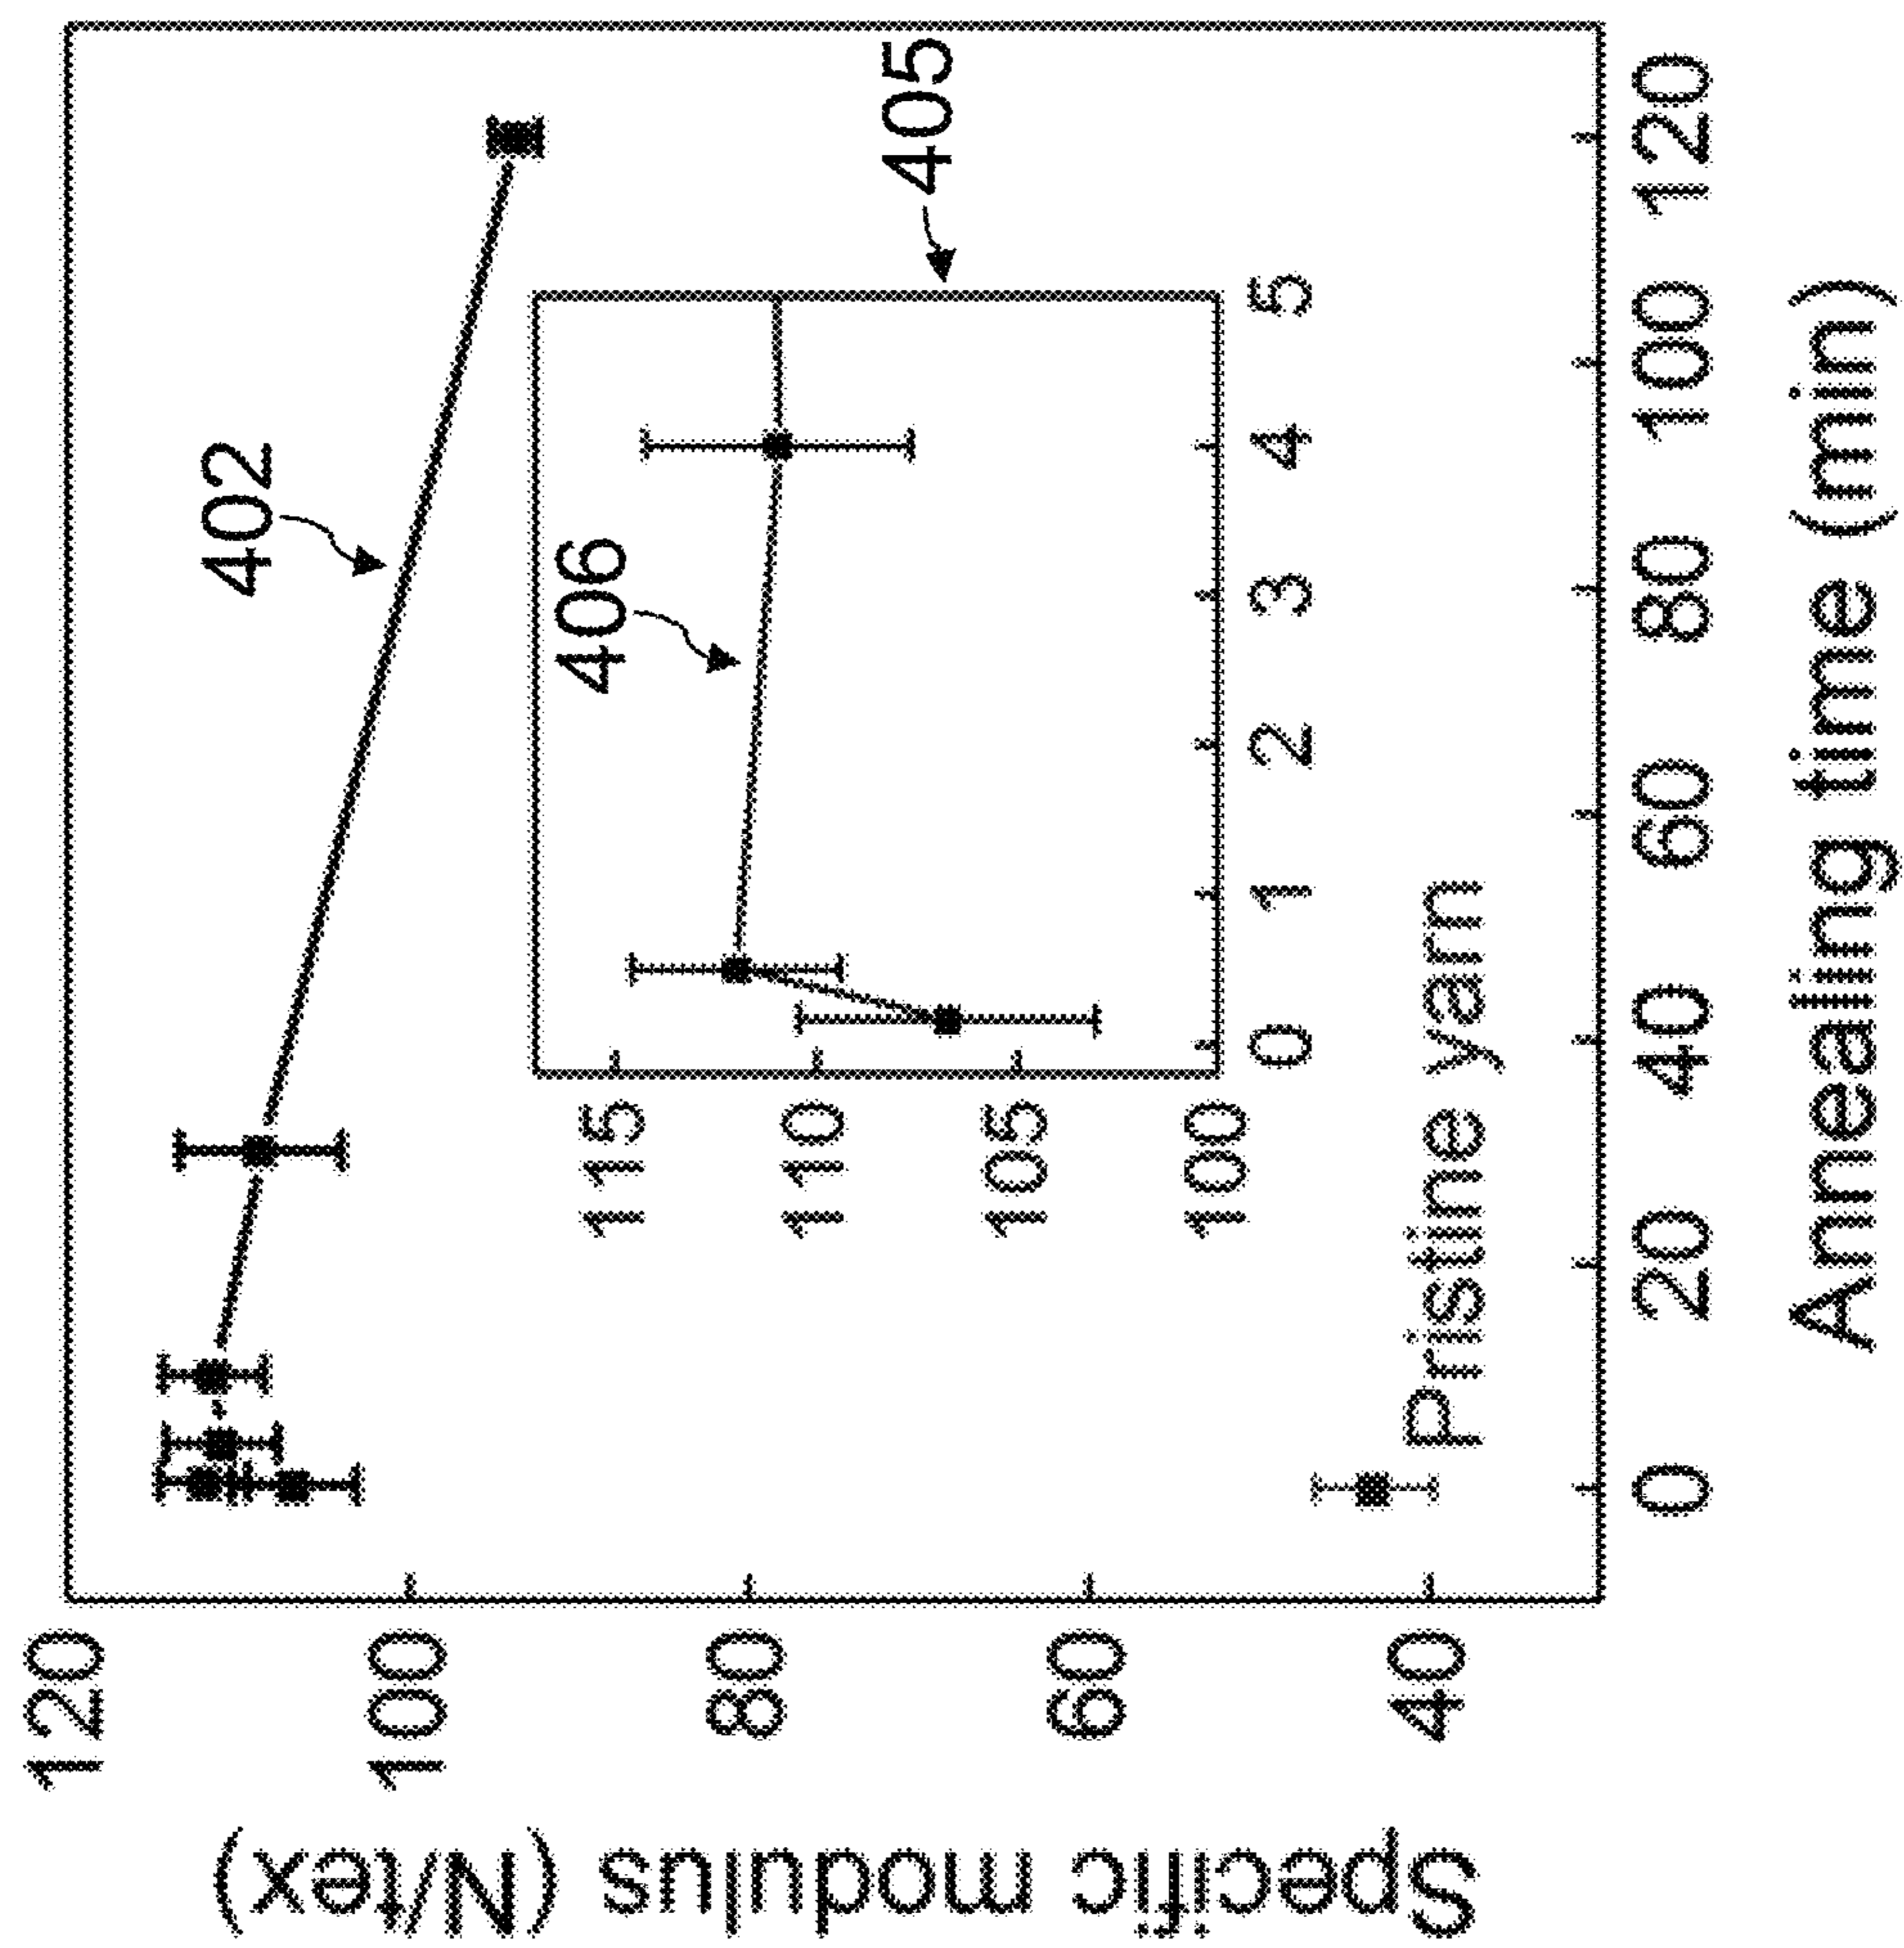 Specific modulus (N/tex)
120
100
80
60
40
402
406
405
115
110
105
100
0 1 2 3 4 5
Pristine yarn
0 20 40 60 80 100 120
Annealing time (min)